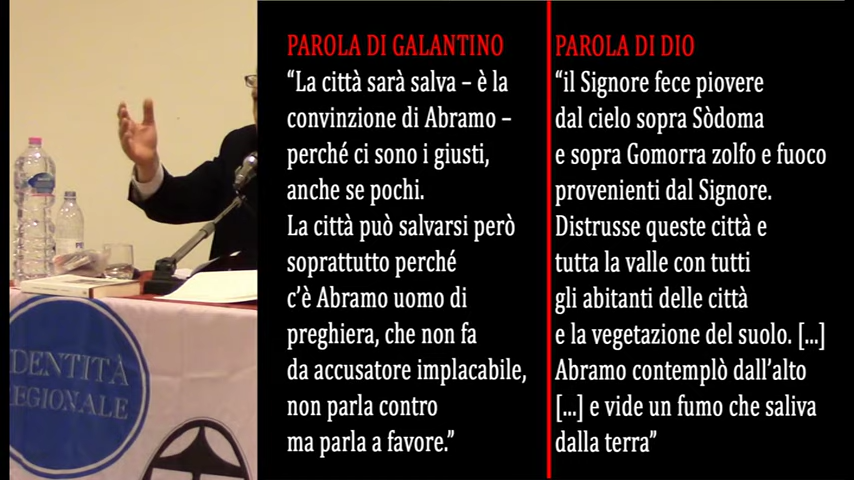 PAROLA DI GALANTINO
“La città sarà salva – è la
convinzione di Abramo –
perché ci sono i giusti,
anche se pochi.
La città può salvarsi però
soprattutto perché
c’è Abramo uomo di
preghiera, che non fa
da accusatore implacabile,
non parla contro
ma parla a favore.”
PAROLA DI DIO
“il Signore fece piovere
dal cielo sopra Sòdoma
e sopra Gomorra zolfo e fuoco
provenienti dal Signore.
Distrusse queste città e
tutta la valle con tutti
gli abitanti delle città
e la vegetazione del suolo. [...]
Abramo contemplò dall’alto
[...] e vide un fumo che saliva
dalla terra”
DENTITÀ
EGIONALE